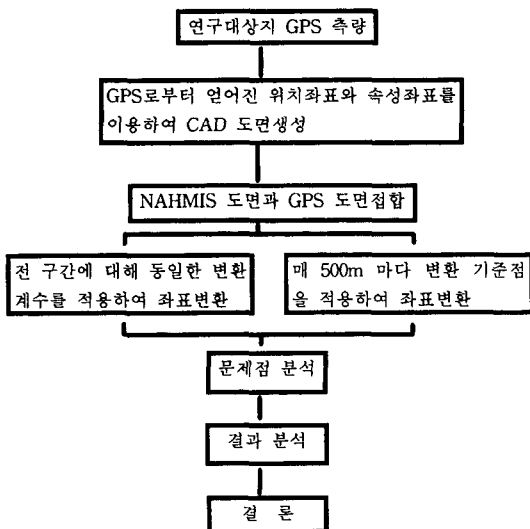 연구대상지 GPS 측량
GPS로부터 얻어진 위치좌표와 속성좌표를
이용하여 CAD 도면생성
NAHMIS 도면과 GPS 도면접합
전 구간에 대해 동일한 변환
계수를 적용하여 좌표변환
매 500m 마다 변환 기준점
을 적용하여 좌표변환
문제점 분석
결과 분석
결 론